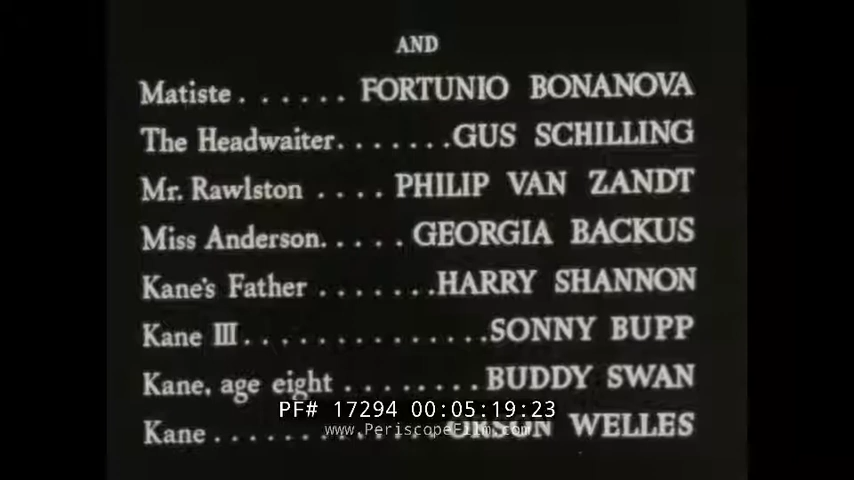 AND
Matiste . . . . . . FORTUNIO BONANOVA
The Headwaiter. . . . . . . GUS SCHILLING
Mr. Rawlston . . . . PHILIP VAN ZANDT
Miss Anderson. . . . . GEORGIA BACKUS
Kane's Father . . . . . . . HARRY SHANNON
Kane III. . . . . . . . . . . . . . . SONNY BUPP
Kane, age eight . . . . . . . . BUDDY SWAN
PF# 17294 00:05:19:23
Kane . . . . . . . . . . . . . . ORSON WELLES
www.PeriscopeFilm.com